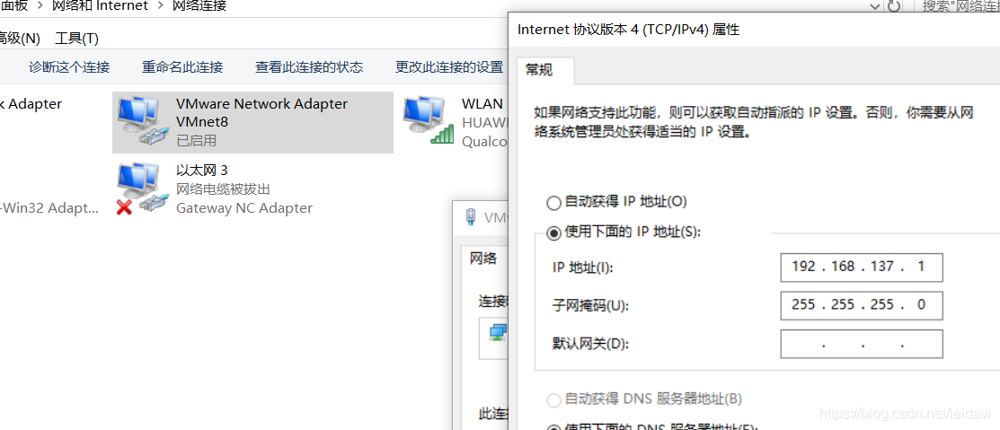 面板 > 网络和 Internet > 网络连接
搜索"网络连接
高级(N) 工具(T)
诊断这个连接 重命名此连接 查看此连接的状态 更改此连接的设置
k Adapter
VMware Network Adapter
VMnet8
已启用
WLAN
HUAW
Qualco
以太网 3
网络电缆被拔出
Gateway NC Adapter
-Win32 Adapt...
VMw
网络
连接
此连接
Internet 协议版本 4 (TCP/IPv4) 属性
常规
如果网络支持此功能，则可以获取自动指派的 IP 设置。否则，你需要从网
络系统管理员处获得适当的 IP 设置。
自动获得 IP 地址(O)
使用下面的 IP 地址(S):
IP 地址(I): 192 . 168 . 137 . 1
子网掩码(U): 255 . 255 . 255 . 0
默认网关(D): . . .
自动获得 DNS 服务器地址(B)
使用下面的 DNS 服务器地址(E):
https://blog.csdn.net/leidaw